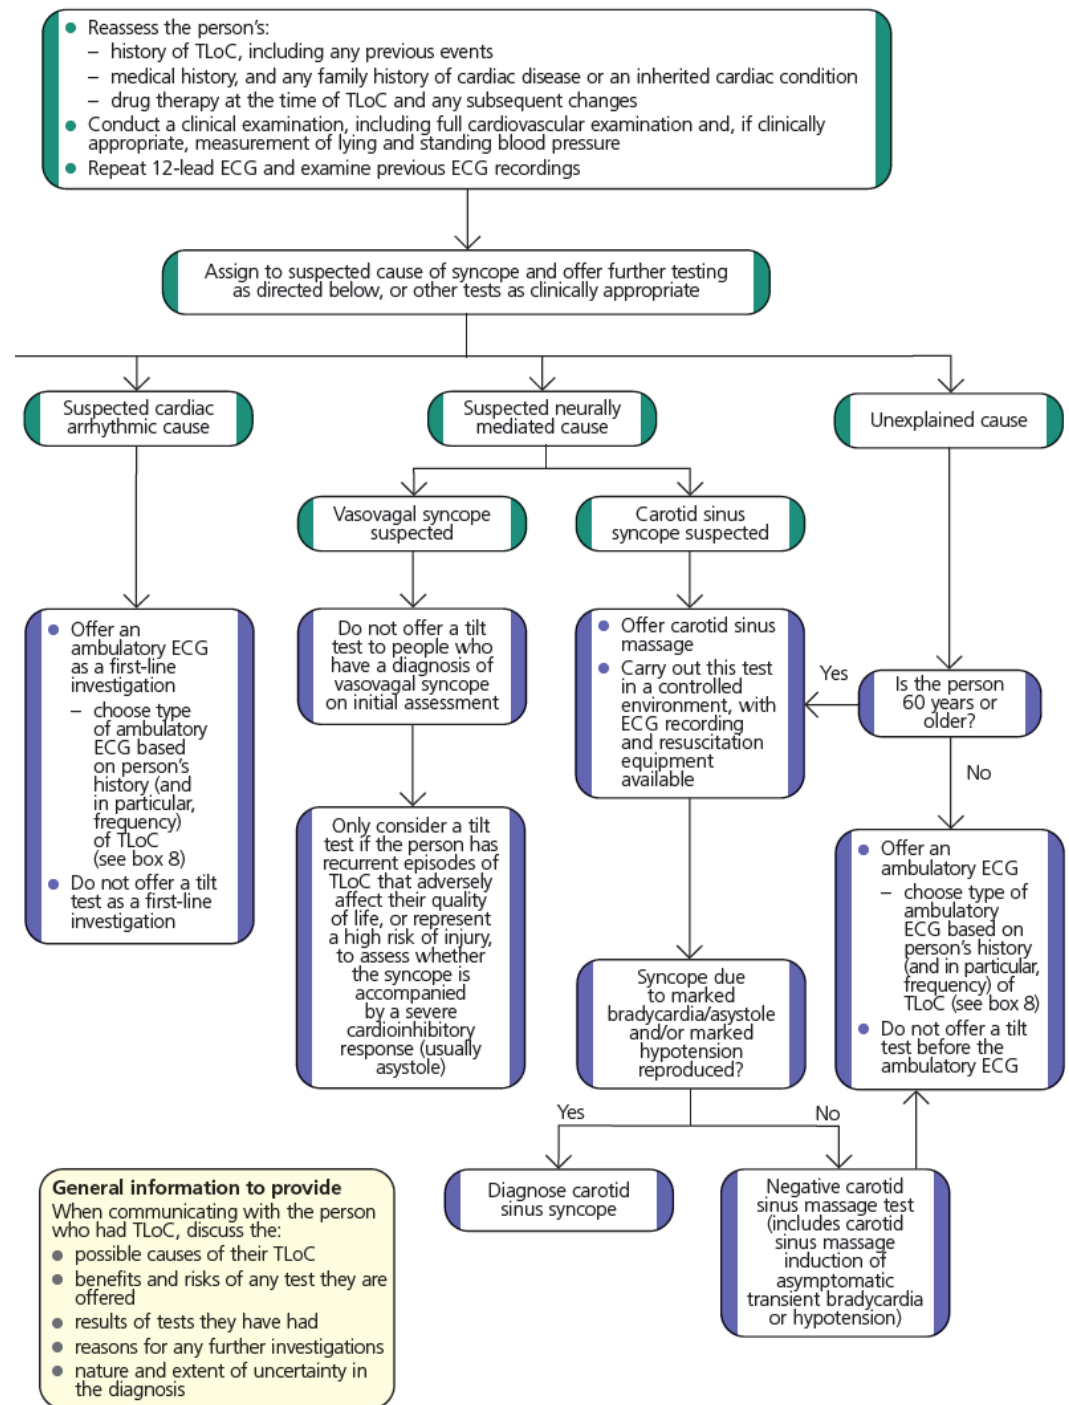 ● Reassess the person's:
– history of TLoC, including any previous events
– medical history, and any family history of cardiac disease or an inherited cardiac condition
– drug therapy at the time of TLoC and any subsequent changes
● Conduct a clinical examination, including full cardiovascular examination and, if clinically
appropriate, measurement of lying and standing blood pressure
● Repeat 12-lead ECG and examine previous ECG recordings
Assign to suspected cause of syncope and offer further testing
as directed below, or other tests as clinically appropriate
Suspected cardiac
arrhythmic cause
Suspected neurally
mediated cause
Unexplained cause
Vasovagal syncope
suspected
Carotid sinus
syncope suspected
● Offer an
ambulatory ECG
as a first-line
investigation
– choose type
of ambulatory
ECG based
on person's
history (and
in particular,
frequency)
of TLoC
(see box 8)
● Do not offer a tilt
test as a first-line
investigation
Do not offer a tilt
test to people who
have a diagnosis of
vasovagal syncope
on initial assessment
● Offer carotid sinus
massage
● Carry out this test
in a controlled
environment, with
ECG recording
and resuscitation
equipment
available
Yes
Is the person
60 years or
older?
No
Only consider a tilt
test if the person has
recurrent episodes of
TLoC that adversely
affect their quality
of life, or represent
a high risk of injury,
to assess whether
the syncope is
accompanied
by a severe
cardioinhibitory
response (usually
asystole)
● Offer an
ambulatory ECG
– choose type of
ambulatory
ECG based on
person's history
(and in particular,
frequency) of
TLoC (see box 8)
● Do not offer a tilt
test before the
ambulatory ECG
Syncope due
to marked
bradycardia/asystole
and/or marked
hypotension
reproduced?
Yes
No
Diagnose carotid
sinus syncope
Negative carotid
sinus massage test
(includes carotid
sinus massage
induction of
asymptomatic
transient bradycardia
or hypotension)
General information to provide
When communicating with the person
who had TLoC, discuss the:
● possible causes of their TLoC
● benefits and risks of any test they are
offered
● results of tests they have had
● reasons for any further investigations
● nature and extent of uncertainty in
the diagnosis